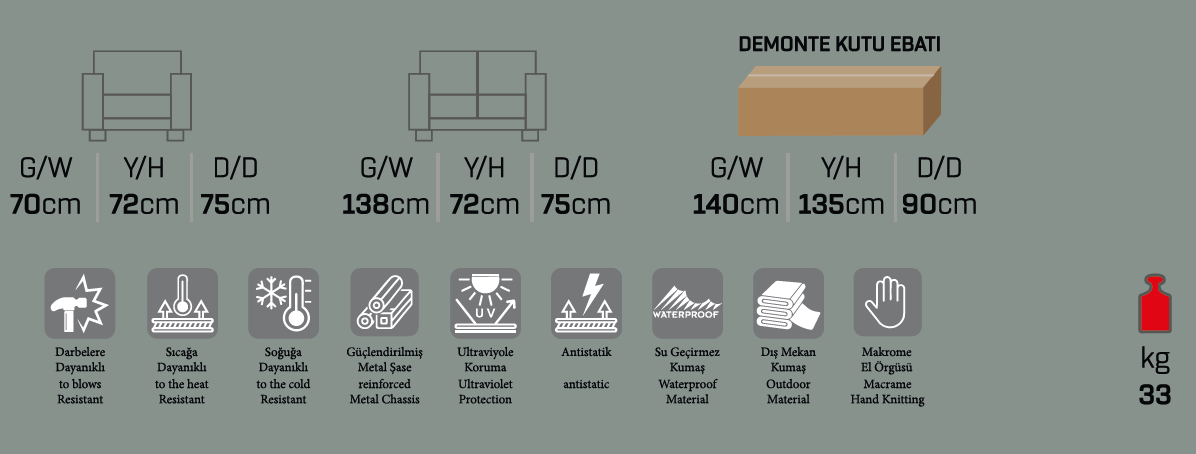 DEMONTE KUTU EBATI
G/W Y/H D/D
70cm 72cm 75cm
G/W Y/H D/D
138cm 72cm 75cm
G/W Y/H D/D
140cm 135cm 90cm
UV
WATERPROOF
Darbelere
Dayanıklı
to blows
Resistant
Sıcağa
Dayanıklı
to the heat
Resistant
Soğuğa
Dayanıklı
to the cold
Resistant
Güçlendirilmiş
Metal Şase
reinforced
Metal Chassis
Ultraviyole
Koruma
Ultraviolet
Protection
Antistatik
antistatic
Su Geçirmez
Kumaş
Waterproof
Material
Dış Mekan
Kumaş
Outdoor
Material
Makrome
El Örgüsü
Macrame
Hand Knitting
kg
33